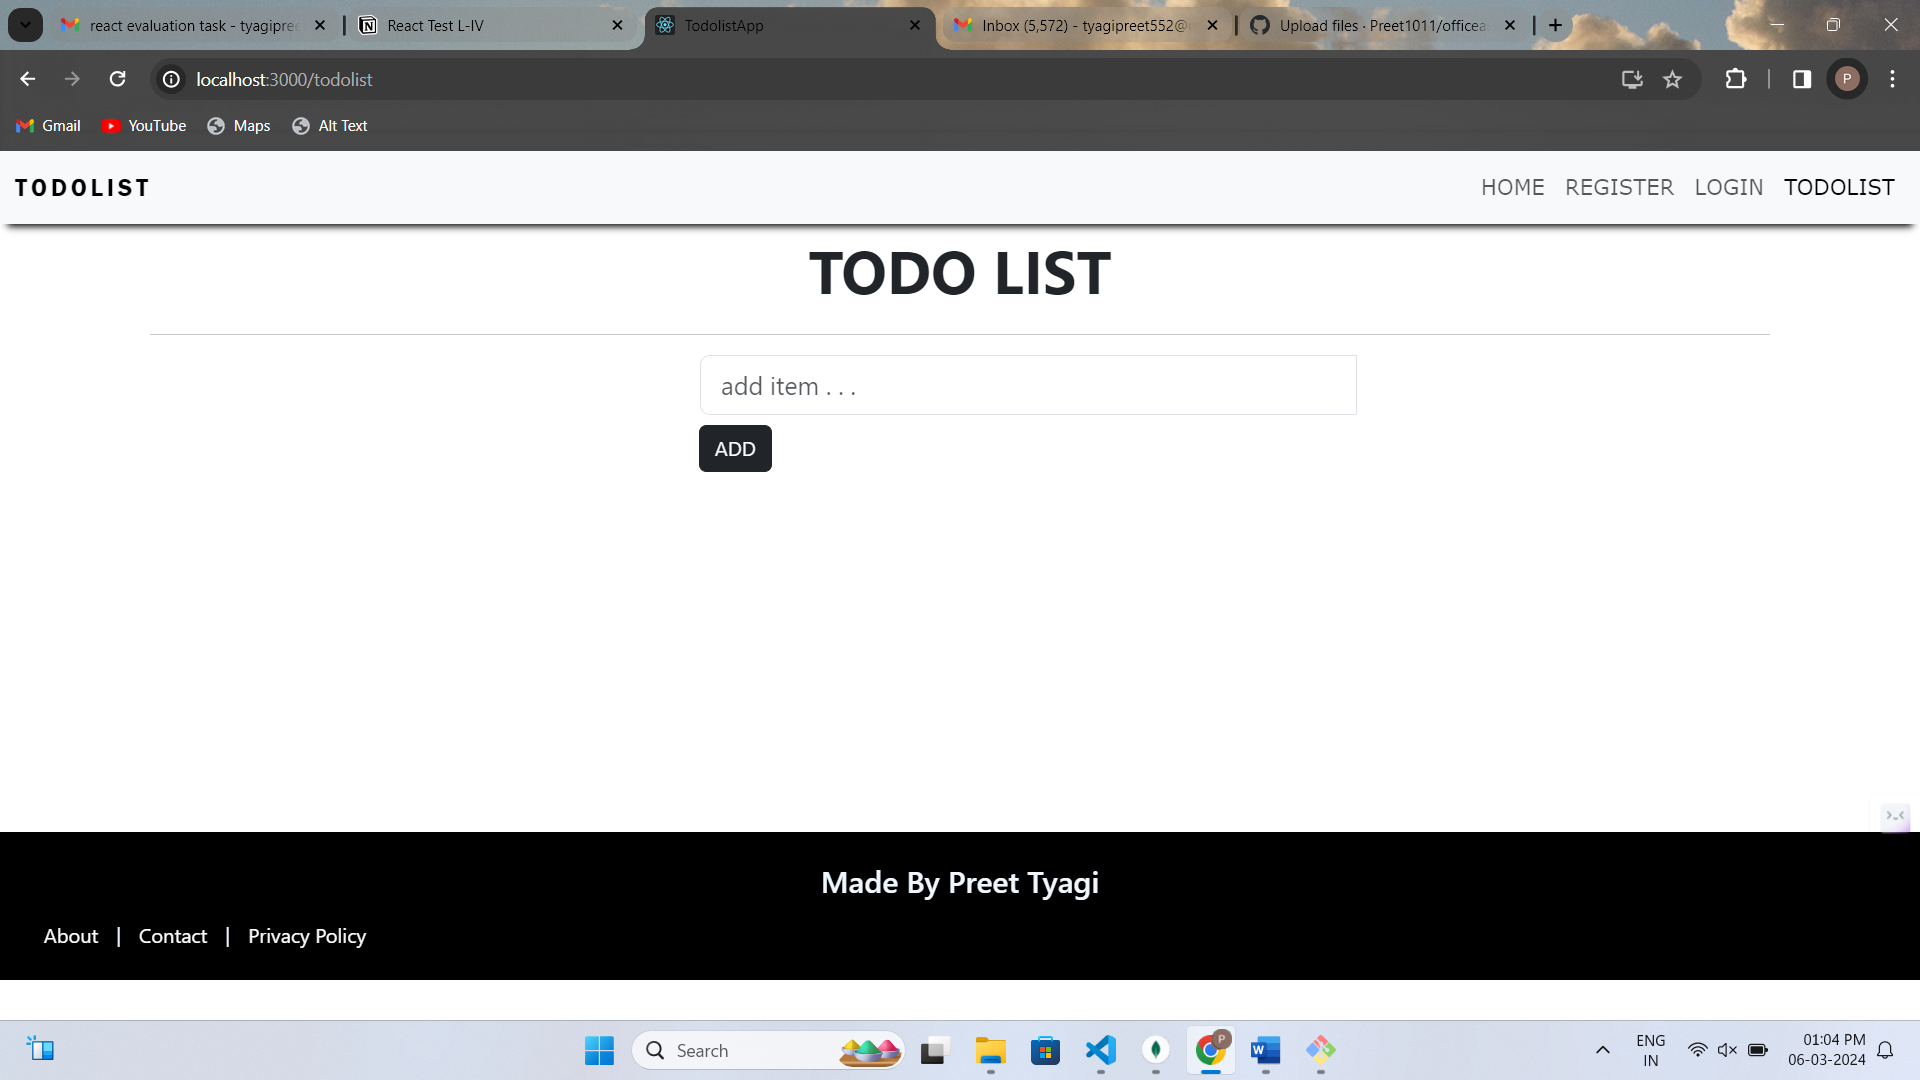 react evaluation task - tyagipree
React Test L-IV
TodolistApp
Inbox (5,572) - tyagipreet552@
Upload files · Preet1011/officea
localhost:3000/todolist
P
Gmail
YouTube
Maps
Alt Text
TODOLIST
HOME
REGISTER
LOGIN
TODOLIST
TODO LIST
add item . . .
ADD
Made By Preet Tyagi
About | Contact | Privacy Policy
Search
P
ENG
IN
01:04 PM
06-03-2024